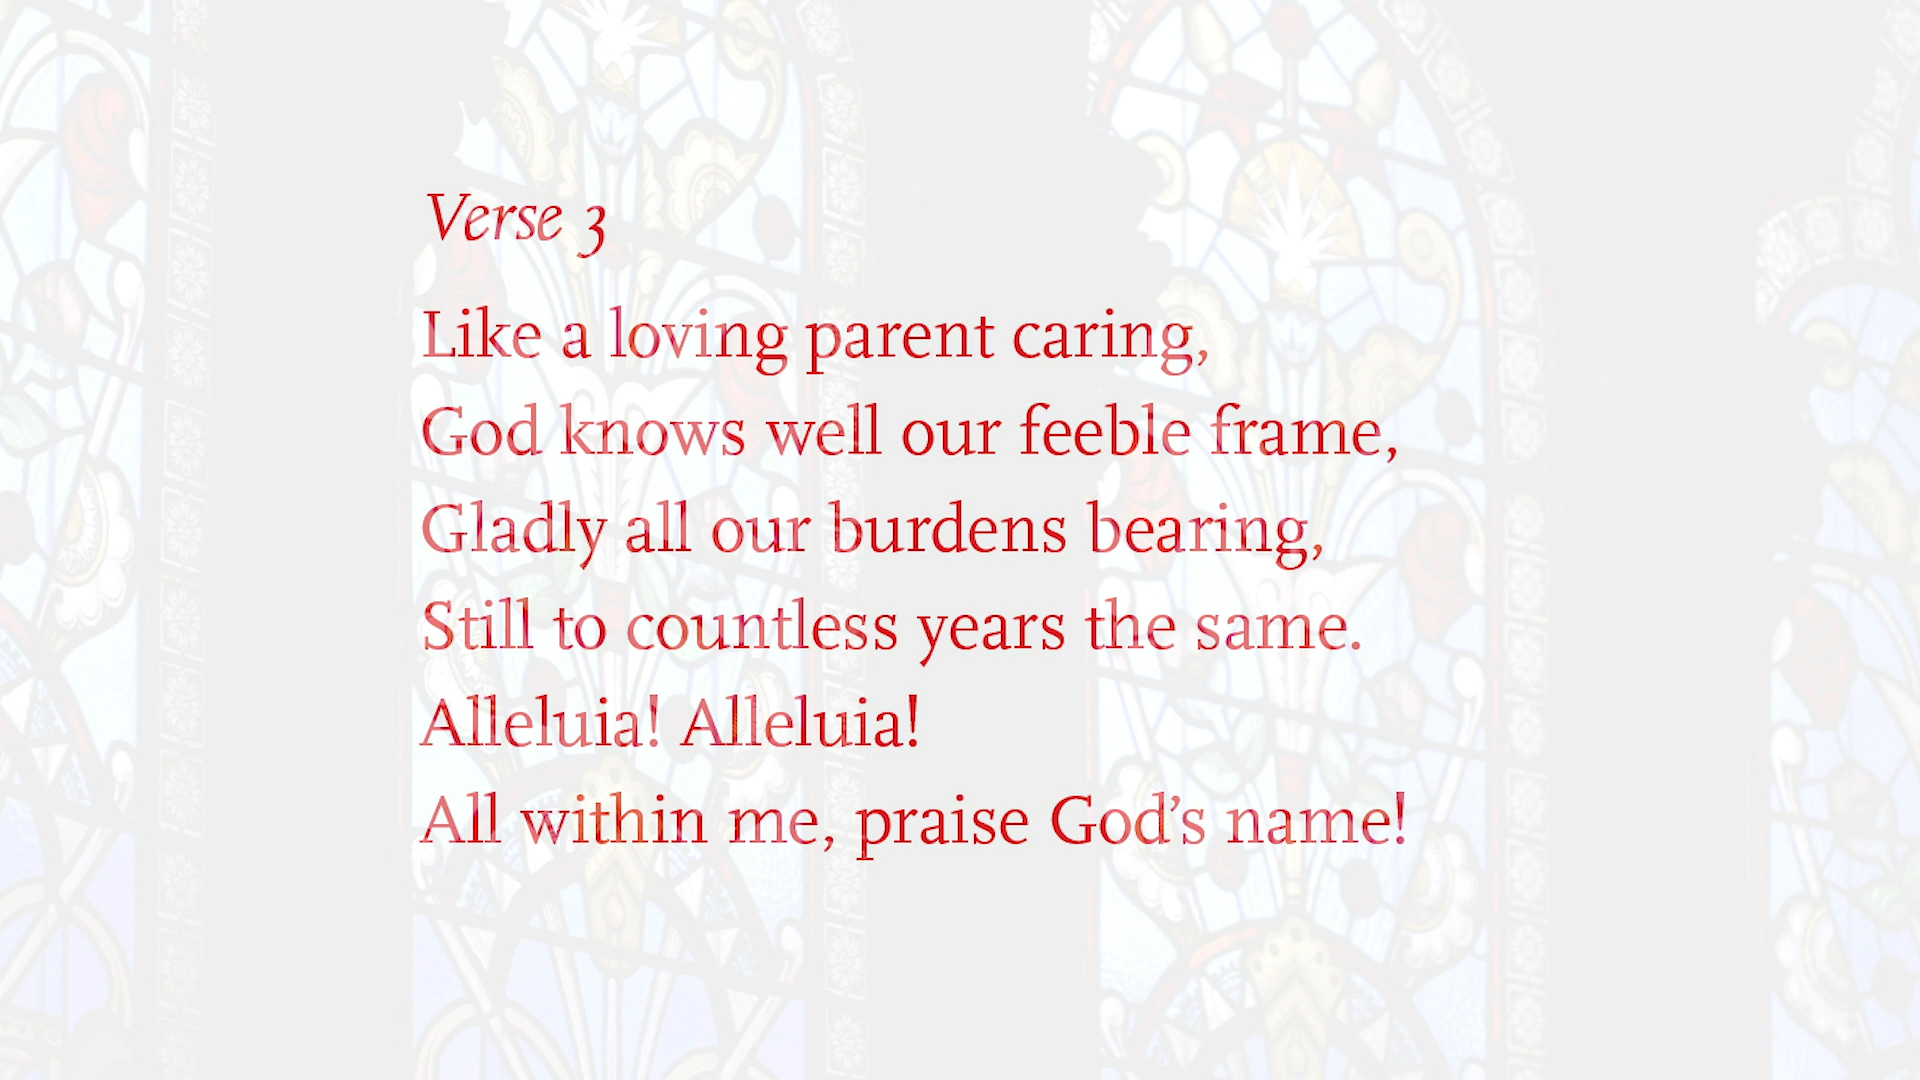 Verse 3
Like a loving parent caring,
God knows well our feeble frame,
Gladly all our burdens bearing,
Still to countless years the same.
Alleluia! Alleluia!
All within me, praise God’s name!